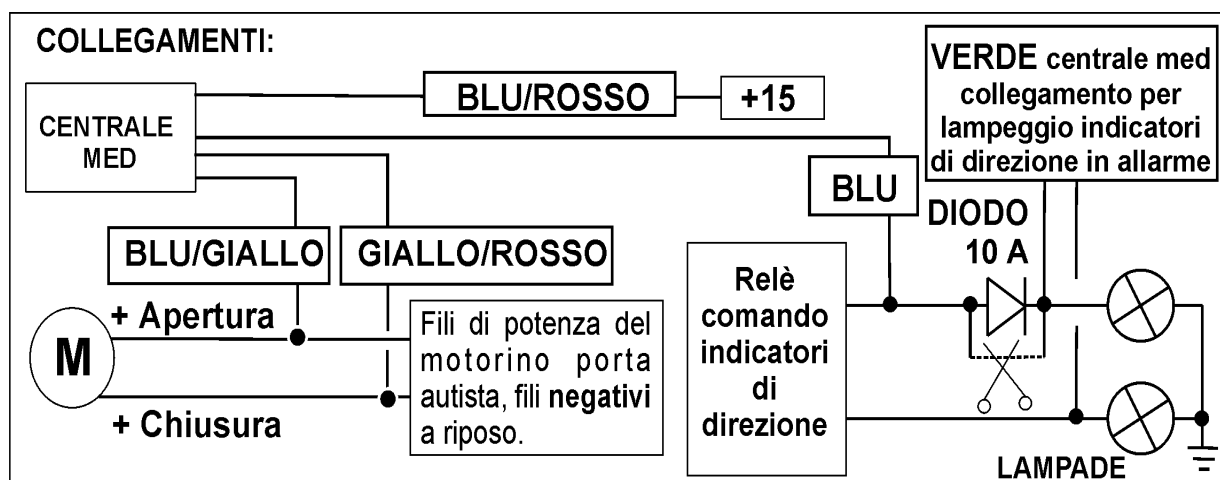 COLLEGAMENTI:
CENTRALE
MED
BLU/ROSSO
+15
VERDE centrale med
collegamento per
lampeggio indicatori
di direzione in allarme
BLU
DIODO
10 A
BLU/GIALLO
GIALLO/ROSSO
M
+ Apertura
+ Chiusura
Fili di potenza del
motorino porta
autista, fili negativi
a riposo.
Relè
comando
indicatori
di
direzione
LAMPADE